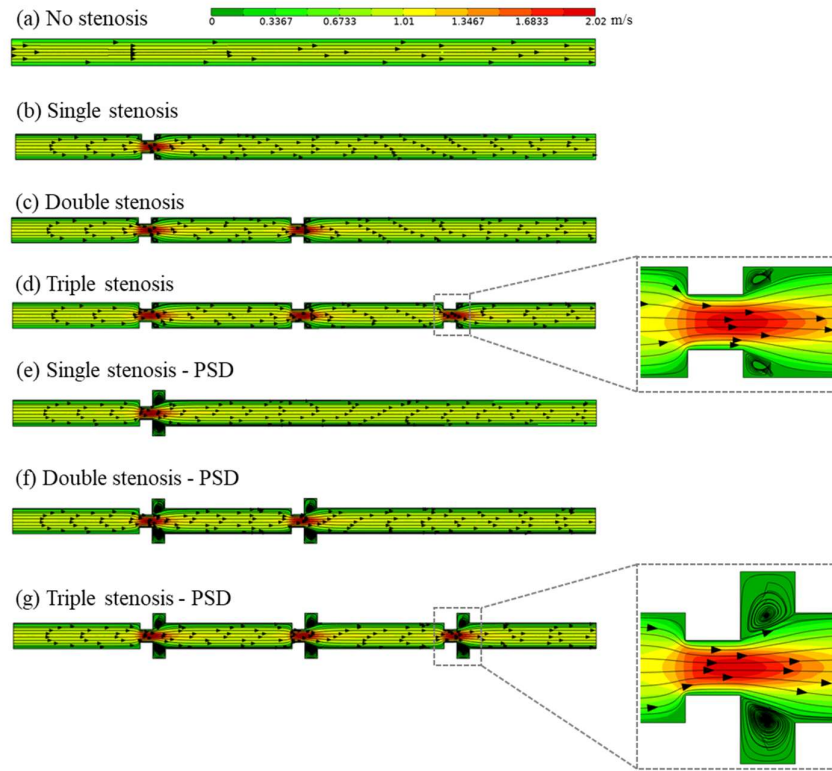 (a) No stenosis
0 0.3367 0.6733 1.01 1.3467 1.6833 2.02 m/s
(b) Single stenosis
(c) Double stenosis
(d) Triple stenosis
(e) Single stenosis - PSD
(f) Double stenosis - PSD
(g) Triple stenosis - PSD